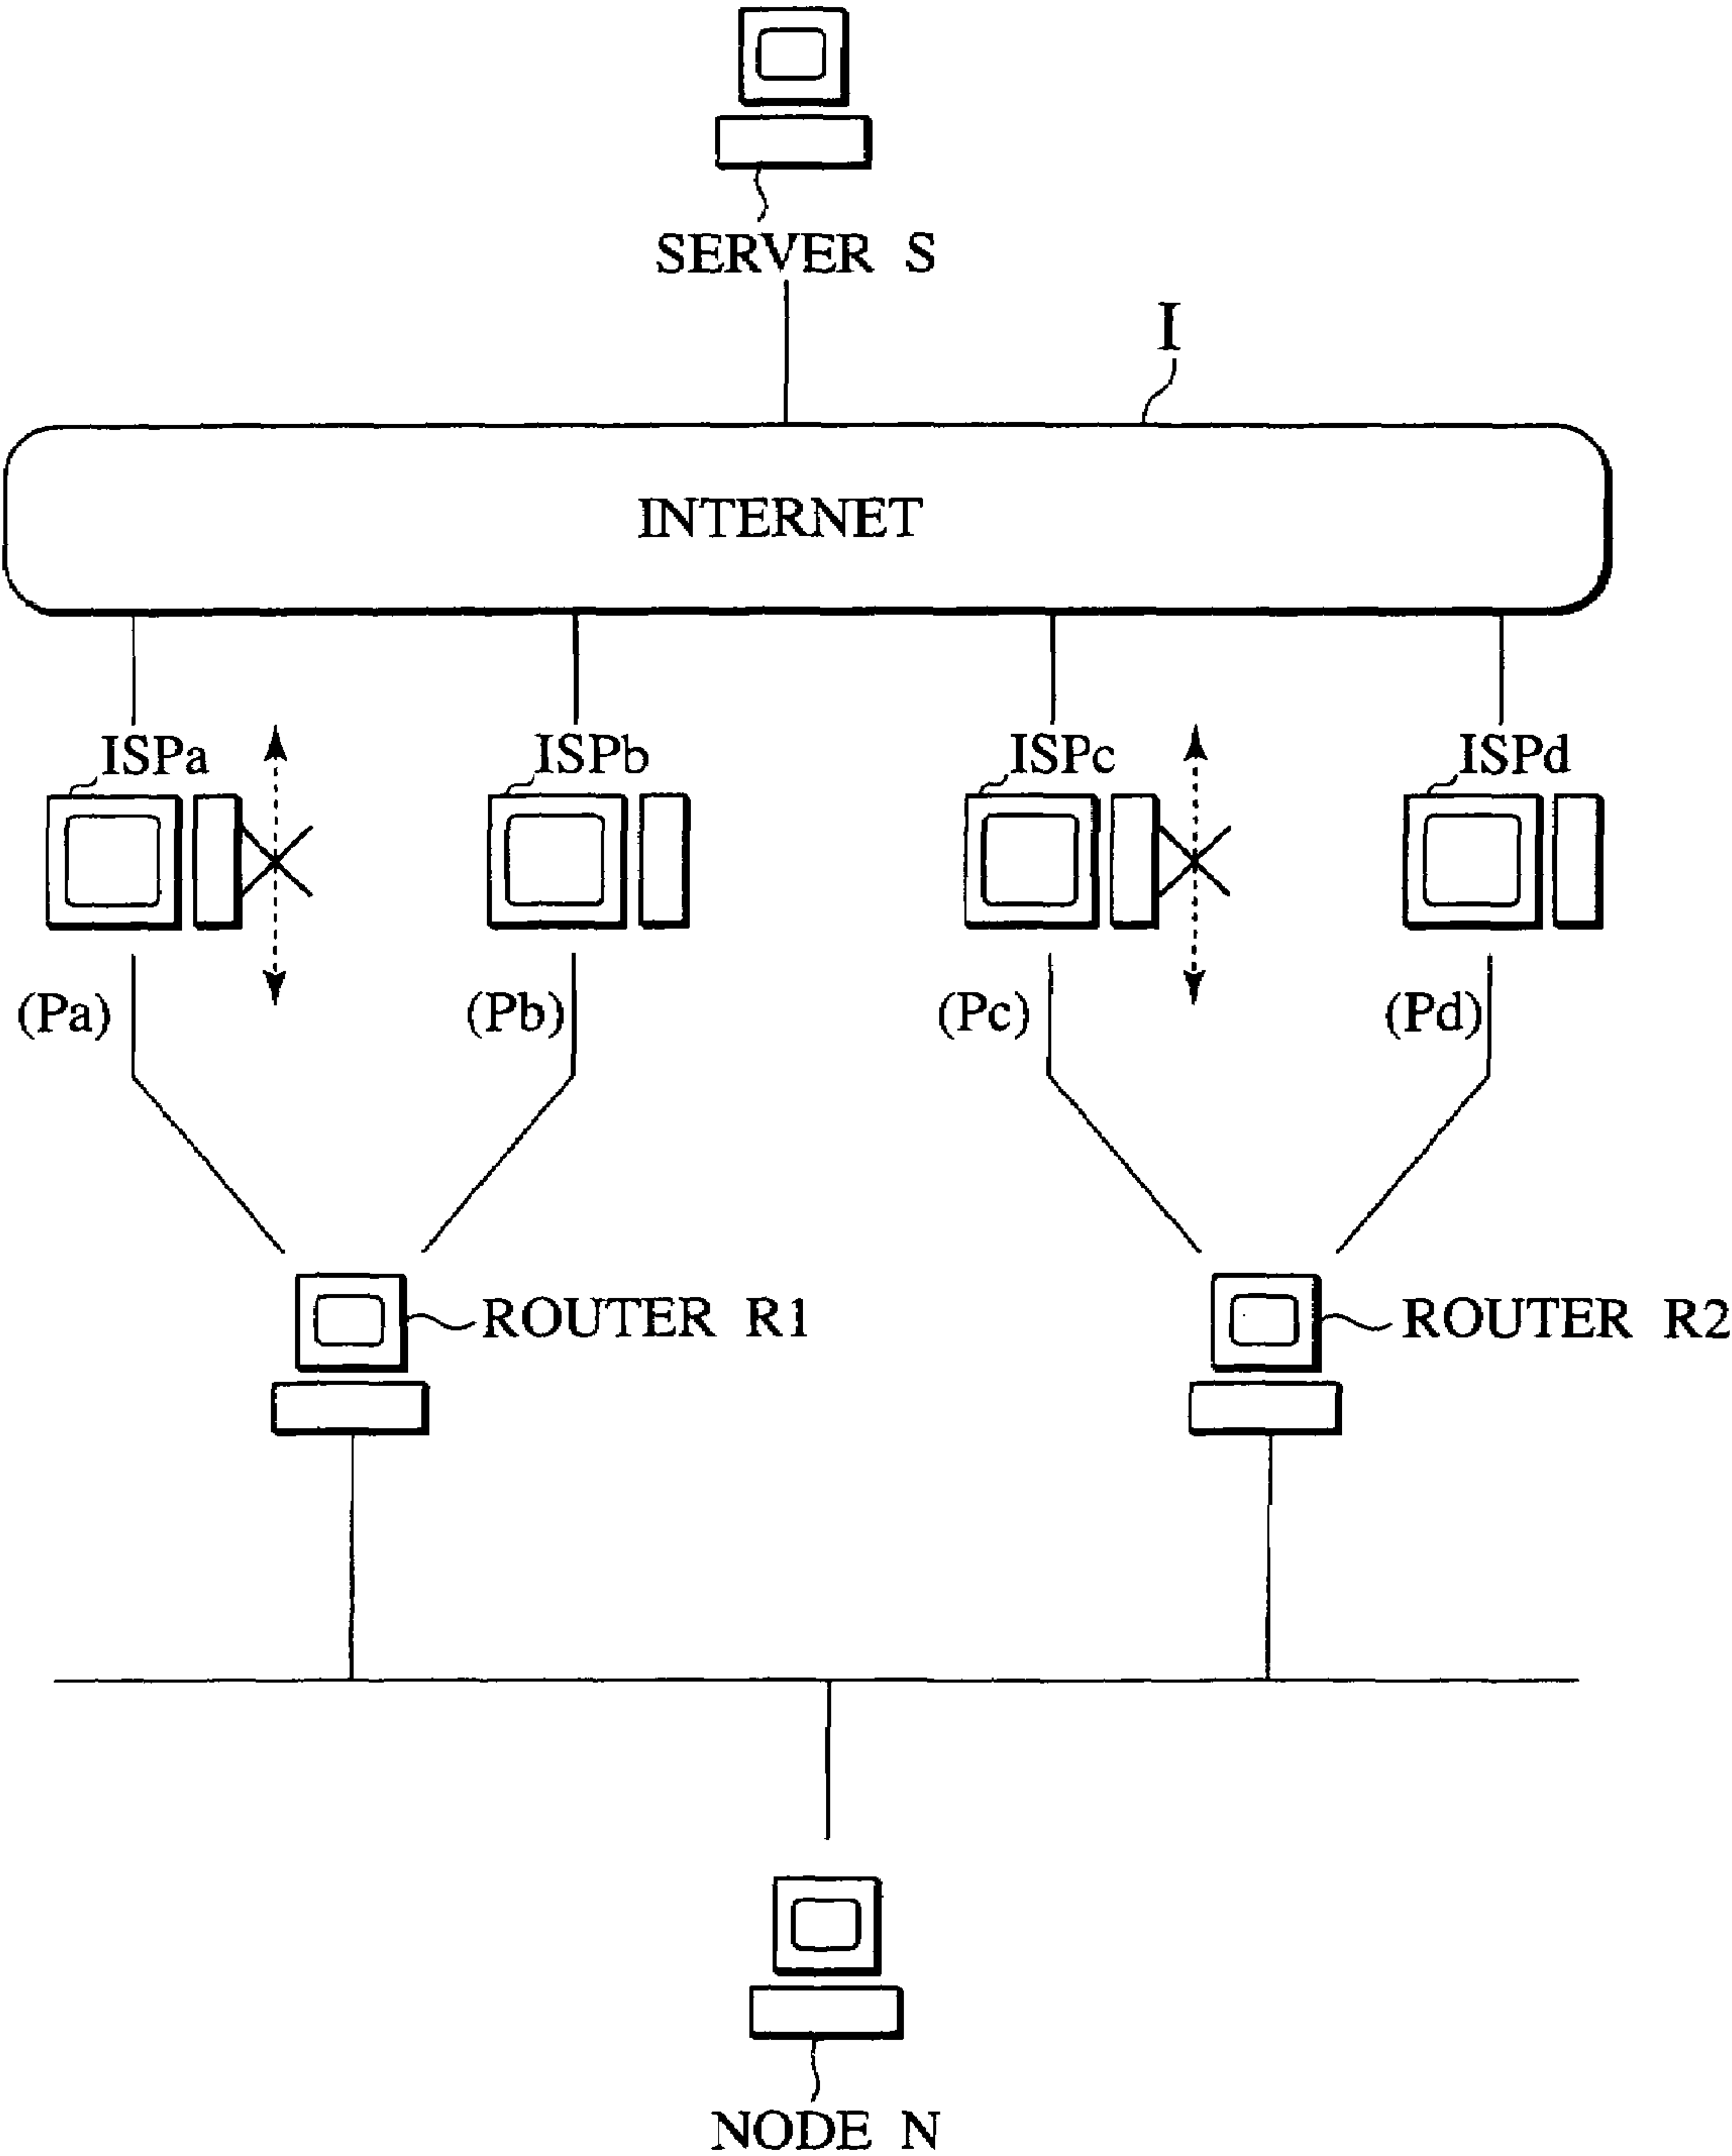 SERVER S
I
INTERNET
ISPa
ISPb
ISPc
ISPd
(Pa)
(Pb)
(Pc)
(Pd)
ROUTER R1
ROUTER R2
NODE N